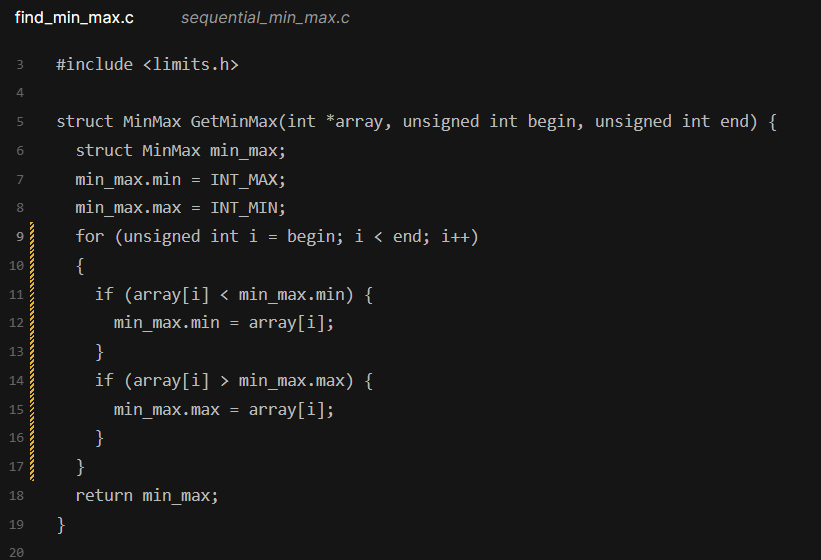 find_min_max.c sequential_min_max.c
3 #include <limits.h>
4
5 struct MinMax GetMinMax(int *array, unsigned int begin, unsigned int end) {
6   struct MinMax min_max;
7   min_max.min = INT_MAX;
8   min_max.max = INT_MIN;
9   for (unsigned int i = begin; i < end; i++)
10   {
11     if (array[i] < min_max.min) {
12       min_max.min = array[i];
13     }
14     if (array[i] > min_max.max) {
15       min_max.max = array[i];
16     }
17   }
18   return min_max;
19 }
20